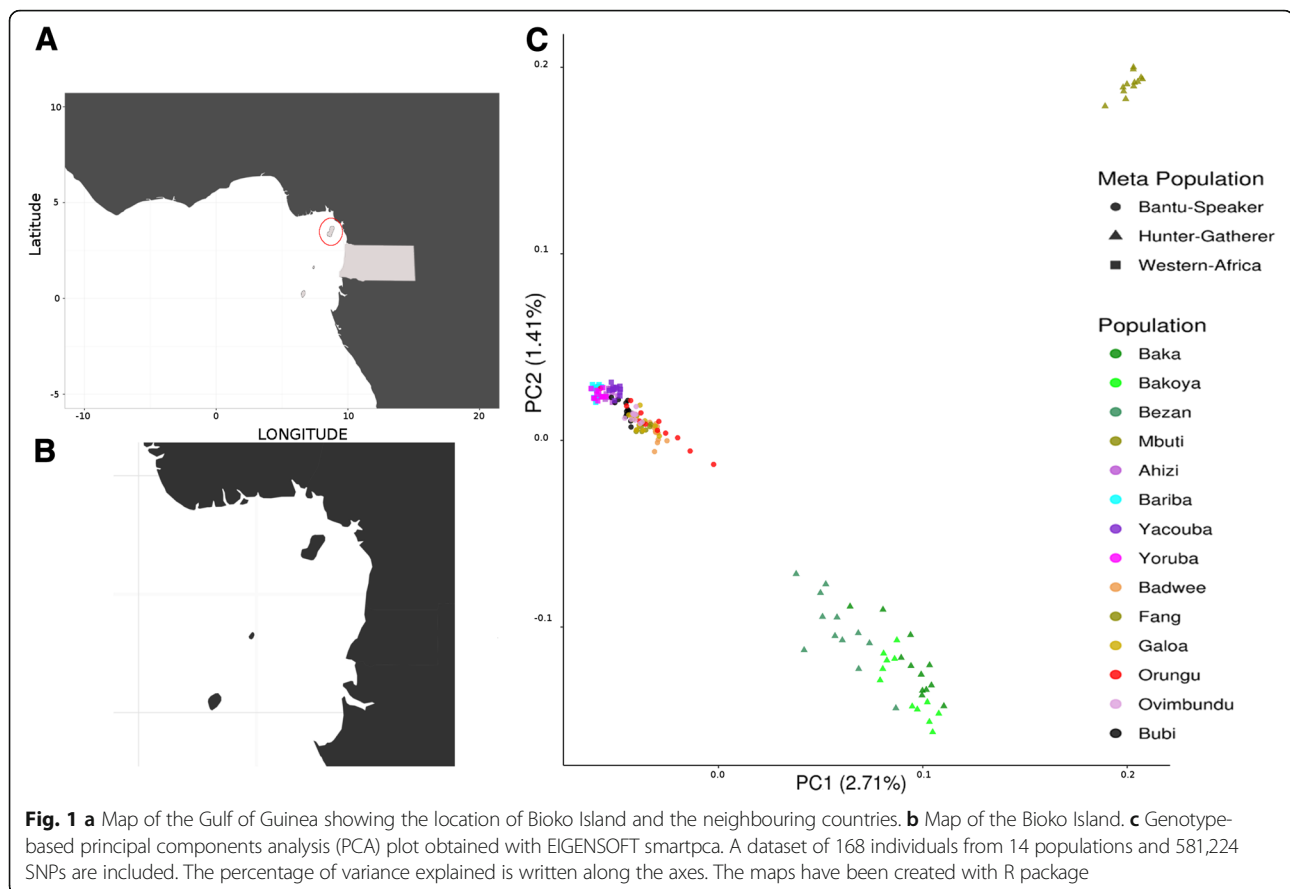 A
10
5
0
-5
Latitude
-10
0
10
20
LONGITUDE
B
C
0.2
0.1
0.0
-0.1
PC2 (1.41%)
0.0
0.1
0.2
PC1 (2.71%)
Meta Population
Bantu-Speaker
Hunter-Gatherer
Western-Africa
Population
Baka
Bakoya
Bezan
Mbuti
Ahizi
Bariba
Yacouba
Yoruba
Badwee
Fang
Galoa
Orungu
Ovimbundu
Bubi
Fig. 1 a Map of the Gulf of Guinea showing the location of Bioko Island and the neighbouring countries. b Map of the Bioko Island. c Genotype-
based principal components analysis (PCA) plot obtained with EIGENSOFT smartpca. A dataset of 168 individuals from 14 populations and 581,224
SNPs are included. The percentage of variance explained is written along the axes. The maps have been created with R package